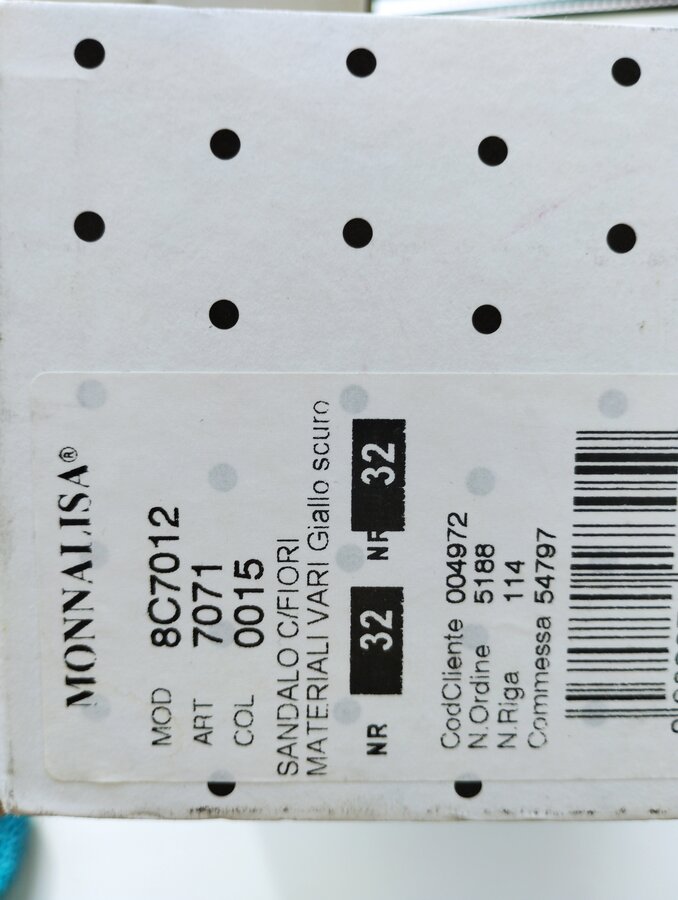 MONNALISA®
MOD 8C7012
ART 7071
COL 0015
SANDALO C/FIORI
MATERIALI VARI Giallo scuro
NR 32 NR 32
CodCliente 004972
N.Ordine 5188
N.Riga 114
Commessa 54797